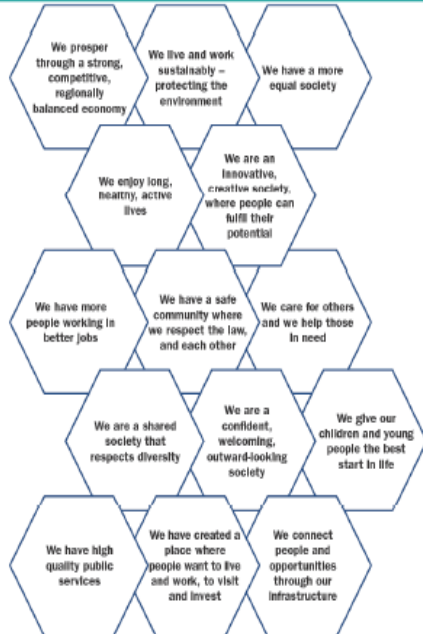 We prosper
through a strong,
competitive,
regionally
balanced economy
We live and work
sustainably –
protecting the
environment
We have a more
equal society
We enjoy long,
healthy, active
lives
We are an
innovative,
creative society,
where people can
fulfil their
potential
We have more
people working in
better jobs
We have a safe
community where
we respect the law,
and each other
We care for others
and we help those
in need
We are a shared
society that
respects diversity
We are a
confident,
welcoming,
outward-looking
society
We give our
children and young
people the best
start in life
We have high
quality public
services
We have created a
place where
people want to live
and work, to visit
and invest
We connect
people and
opportunities
through our
infrastructure